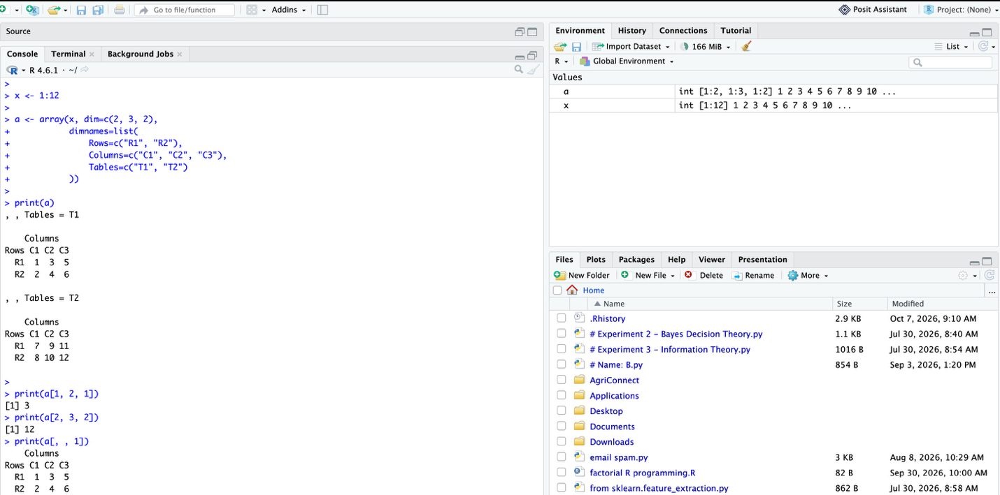 Go to file/function
Addins
Posit Assistant
Project: (None)
Source
Console Terminal Background Jobs
R 4.6.1 · ~/
>
> x <- 1:12
>
> a <- array(x, dim=c(2, 3, 2),
+            dimnames=list(
+                Rows=c("R1", "R2"),
+                Columns=c("C1", "C2", "C3"),
+                Tables=c("T1", "T2")
+            ))
>
> print(a)
, , Tables = T1
    Columns
Rows C1 C2 C3
  R1  1  3  5
  R2  2  4  6
, , Tables = T2
    Columns
Rows C1 C2 C3
  R1  7  9 11
  R2  8 10 12
>
> print(a[1, 2, 1])
[1] 3
> print(a[2, 3, 2])
[1] 12
> print(a[, , 1])
    Columns
Rows C1 C2 C3
  R1  1  3  5
  R2  2  4  6
Environment History Connections Tutorial
Import Dataset 166 MiB List
R Global Environment
Values
a int [1:2, 1:3, 1:2] 1 2 3 4 5 6 7 8 9 10 ...
x int [1:12] 1 2 3 4 5 6 7 8 9 10 ...
Files Plots Packages Help Viewer Presentation
New Folder New File Delete Rename More
Home ...
Name Size Modified
.Rhistory 2.9 KB Oct 7, 2026, 9:10 AM
# Experiment 2 - Bayes Decision Theory.py 1.1 KB Jul 30, 2026, 8:40 AM
# Experiment 3 - Information Theory.py 1016 B Jul 30, 2026, 8:54 AM
# Name: B.py 854 B Sep 3, 2026, 1:20 PM
AgriConnect
Applications
Desktop
Documents
Downloads
email spam.py 3 KB Aug 8, 2026, 10:29 AM
factorial R programming.R 82 B Sep 30, 2026, 10:00 AM
from sklearn.feature_extraction.py 862 B Jul 30, 2026, 8:58 AM